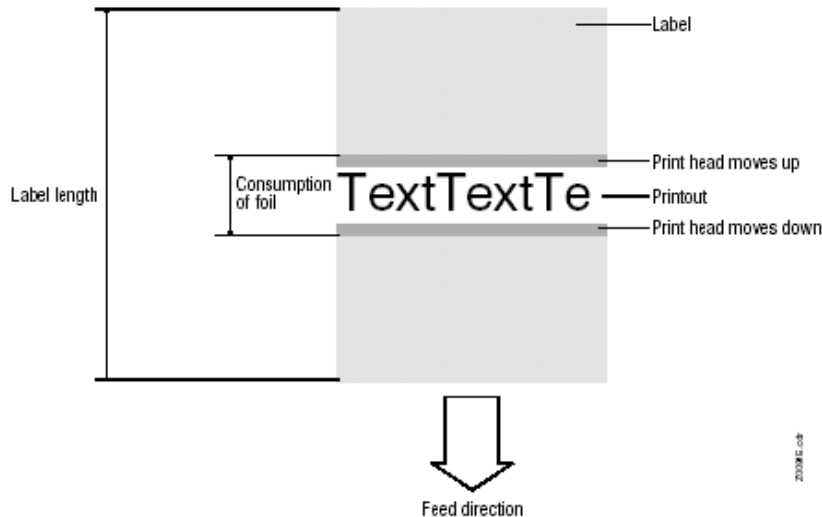 Label
Print head moves up
Label length
Consumption
of foil
TextTextTe
Printout
Print head moves down
Feed direction